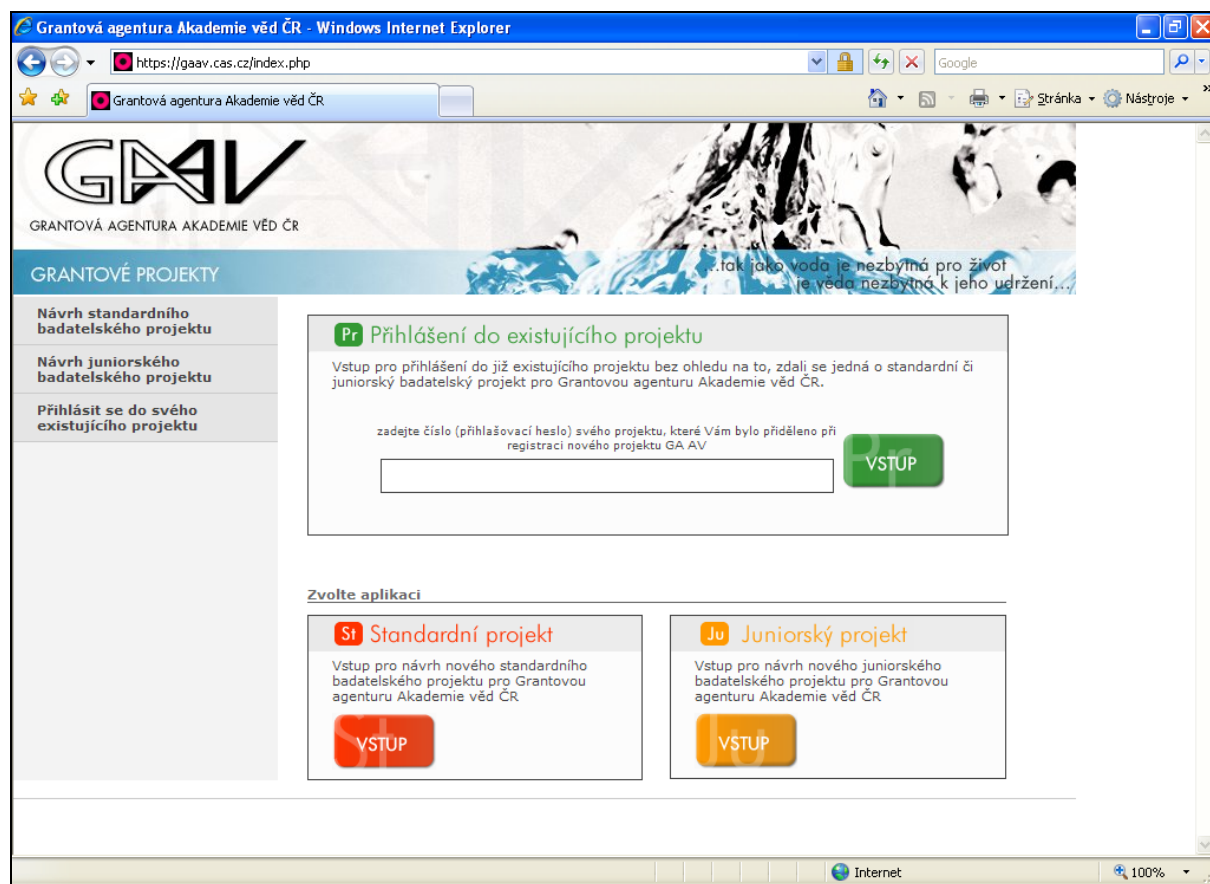 Grantová agentura Akademie věd ČR - Windows Internet Explorer
https://gaav.cas.cz/index.php
Google
Grantová agentura Akademie věd ČR
Stránka
Nástroje
GAAV
GRANTOVÁ AGENTURA AKADEMIE VĚD ČR
GRANTOVÉ PROJEKTY
...tak jako voda je nezbytná pro život
je věda nezbytná k jeho udržení...
Návrh standardního
badatelského projektu
Návrh juniorského
badatelského projektu
Přihlásit se do svého
existujícího projektu
Pr Přihlášení do existujícího projektu
Vstup pro přihlášení do již existujícího projektu bez ohledu na to, zdali se jedná o standardní či
juniorský badatelský projekt pro Grantovou agenturu Akademie věd ČR.
zadejte číslo (přihlašovací heslo) svého projektu, které Vám bylo přiděleno při
registraci nového projektu GA AV
Pr
VSTUP
Zvolte aplikaci
St Standardní projekt
Vstup pro návrh nového standardního
badatelského projektu pro Grantovou
agenturu Akademie věd ČR
St
VSTUP
Ju Juniorský projekt
Vstup pro návrh nového juniorského
badatelského projektu pro Grantovou
agenturu Akademie věd ČR
Ju
VSTUP
Internet
100%